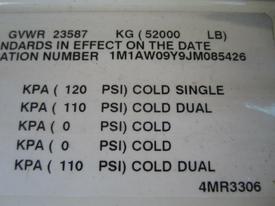 GVWR 23587 KG ( 52000 LB)
NDARDS IN EFFECT ON THE DATE
ATION NUMBER 1M1AW09Y9JM085426
KPA ( 120 PSI) COLD SINGLE
KPA ( 110 PSI) COLD DUAL
KPA ( 0 PSI) COLD
KPA ( 0 PSI) COLD
KPA ( 110 PSI) COLD DUAL
4MR3306